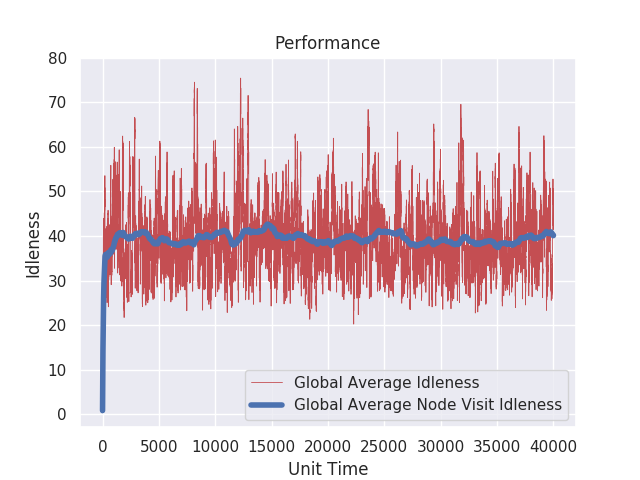 Performance
80
70
60
50
40
30
20
10
0
Idleness
Global Average Idleness
Global Average Node Visit Idleness
0 5000 10000 15000 20000 25000 30000 35000 40000
Unit Time